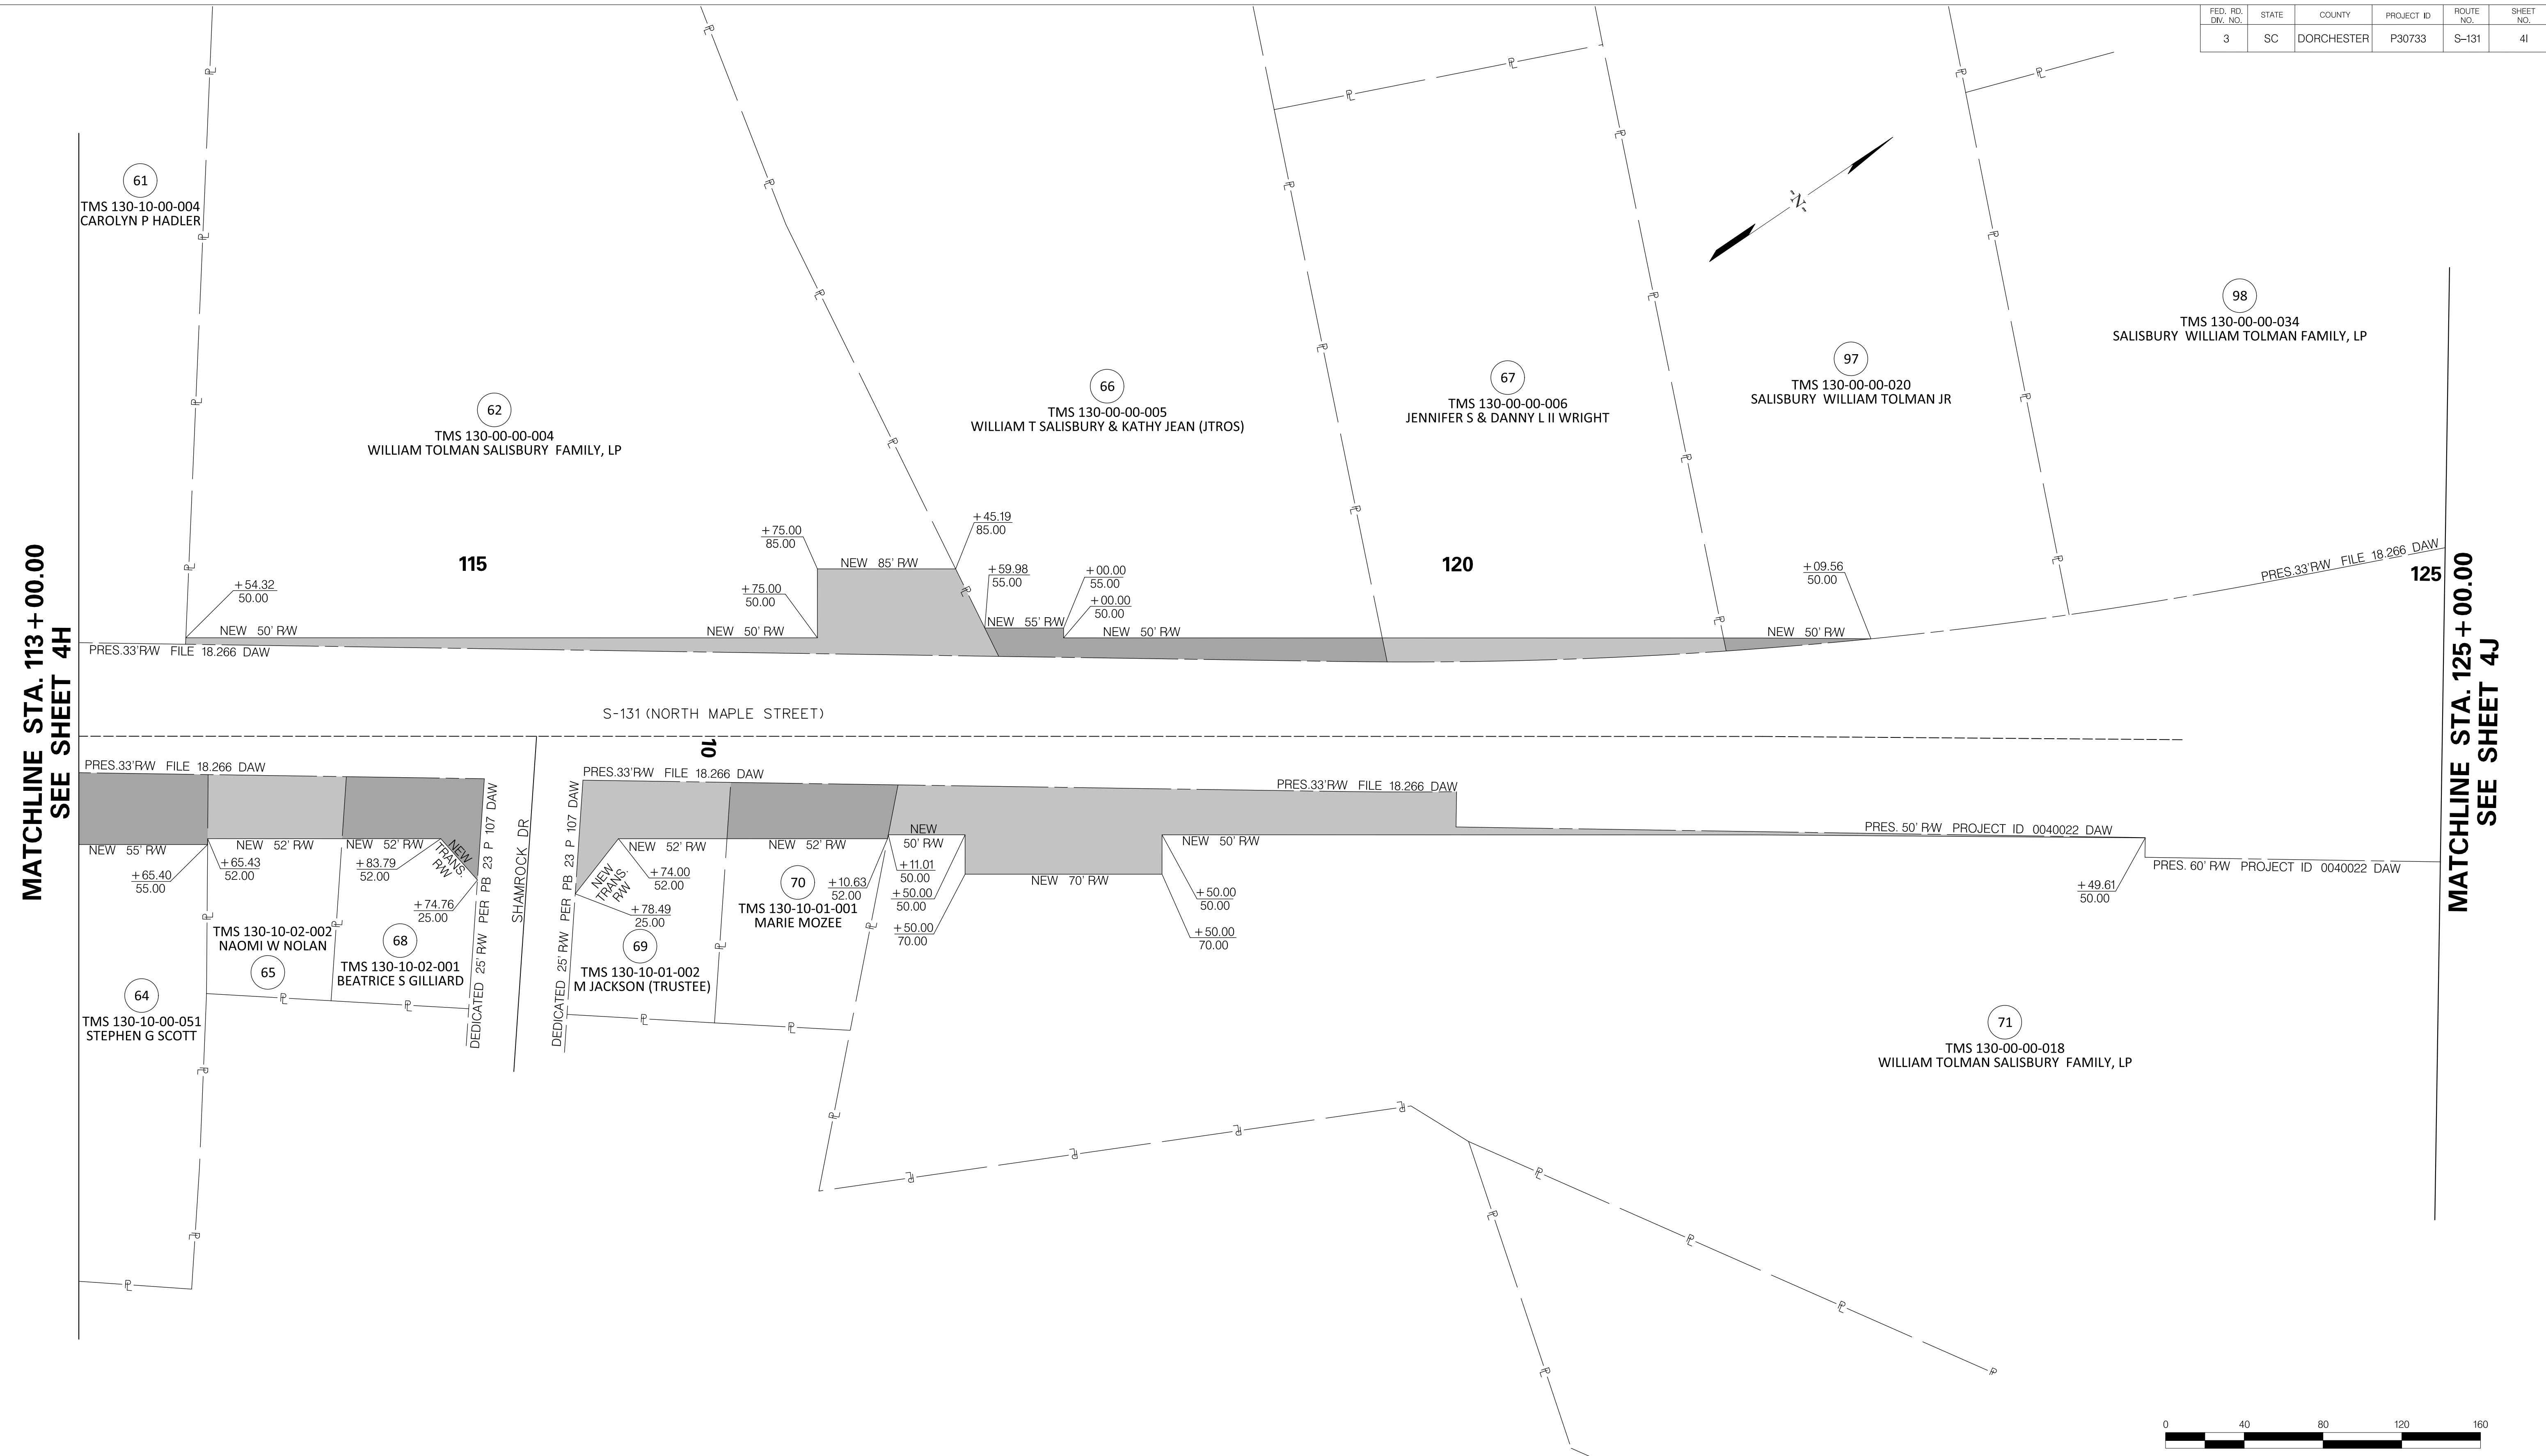 FED. RD. DIV. NO. STATE COUNTY PROJECT ID ROUTE NO. SHEET NO.
3 SC DORCHESTER P30733 S-131 4I
61
TMS 130-10-00-004
CAROLYN P HADLER
62
TMS 130-00-00-004
WILLIAM TOLMAN SALISBURY FAMILY, LP
66
TMS 130-00-00-005
WILLIAM T SALISBURY & KATHY JEAN (JTROS)
67
TMS 130-00-00-006
JENNIFER S & DANNY L II WRIGHT
97
TMS 130-00-00-020
SALISBURY WILLIAM TOLMAN JR
98
TMS 130-00-00-034
SALISBURY WILLIAM TOLMAN FAMILY, LP
-N-
MATCHLINE STA. 113+00.00
SEE SHEET 4H
115
120
125
MATCHLINE STA. 125+00.00
SEE SHEET 4J
+54.32
50.00
+75.00
85.00
+75.00
50.00
+45.19
85.00
+59.98
55.00
+00.00
55.00
+00.00
50.00
+09.56
50.00
NEW 50' R/W
NEW 50' R/W
NEW 85' R/W
NEW 55' R/W
NEW 50' R/W
NEW 50' R/W
PRES.33'R/W FILE 18.266 DAW
PRES.33'R/W FILE 18.266 DAW
S-131 (NORTH MAPLE STREET)
10
PRES.33'R/W FILE 18.266 DAW
PRES.33'R/W FILE 18.266 DAW
PRES.33'R/W FILE 18.266 DAW
PRES. 50' R/W PROJECT ID 0040022 DAW
PRES. 60' R/W PROJECT ID 0040022 DAW
NEW 55' R/W
NEW 52' R/W
NEW 52' R/W
NEW
TRANS.
R/W
DEDICATED 25' R/W PER PB 23 P 107 DAW
SHAMROCK DR
DEDICATED 25' R/W PER PB 23 P 107 DAW
NEW
TRANS.
R/W
NEW 52' R/W
NEW 52' R/W
NEW
50' R/W
NEW 70' R/W
NEW 50' R/W
+65.40
55.00
+65.43
52.00
+83.79
52.00
+74.76
25.00
+74.00
52.00
+78.49
25.00
+10.63
52.00
+11.01
50.00
+50.00
50.00
+50.00
70.00
+50.00
50.00
+50.00
70.00
+49.61
50.00
64
TMS 130-10-00-051
STEPHEN G SCOTT
TMS 130-10-02-002
NAOMI W NOLAN
65
68
TMS 130-10-02-001
BEATRICE S GILLIARD
69
TMS 130-10-01-002
M JACKSON (TRUSTEE)
70
TMS 130-10-01-001
MARIE MOZEE
71
TMS 130-00-00-018
WILLIAM TOLMAN SALISBURY FAMILY, LP
0 40 80 120 160